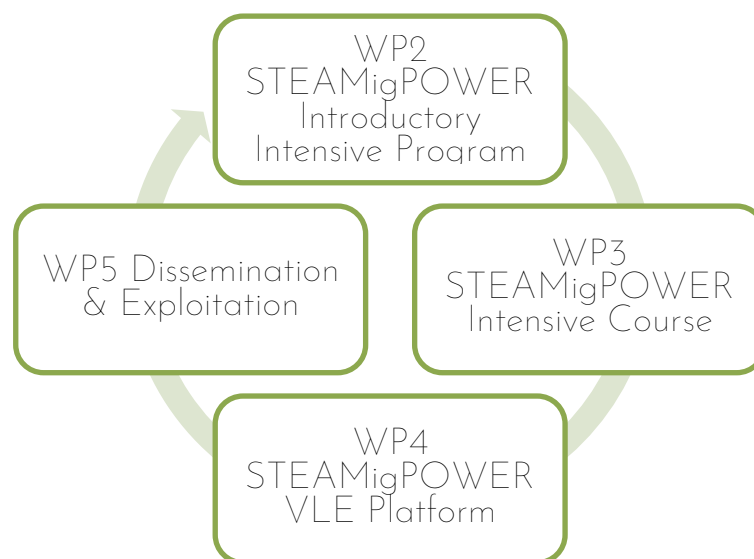 WP2
STEAMigPOWER
Introductory
Intensive Program
WP3
STEAMigPOWER
Intensive Course
WP4
STEAMigPOWER
VLE Platform
WP5 Dissemination
& Exploitation